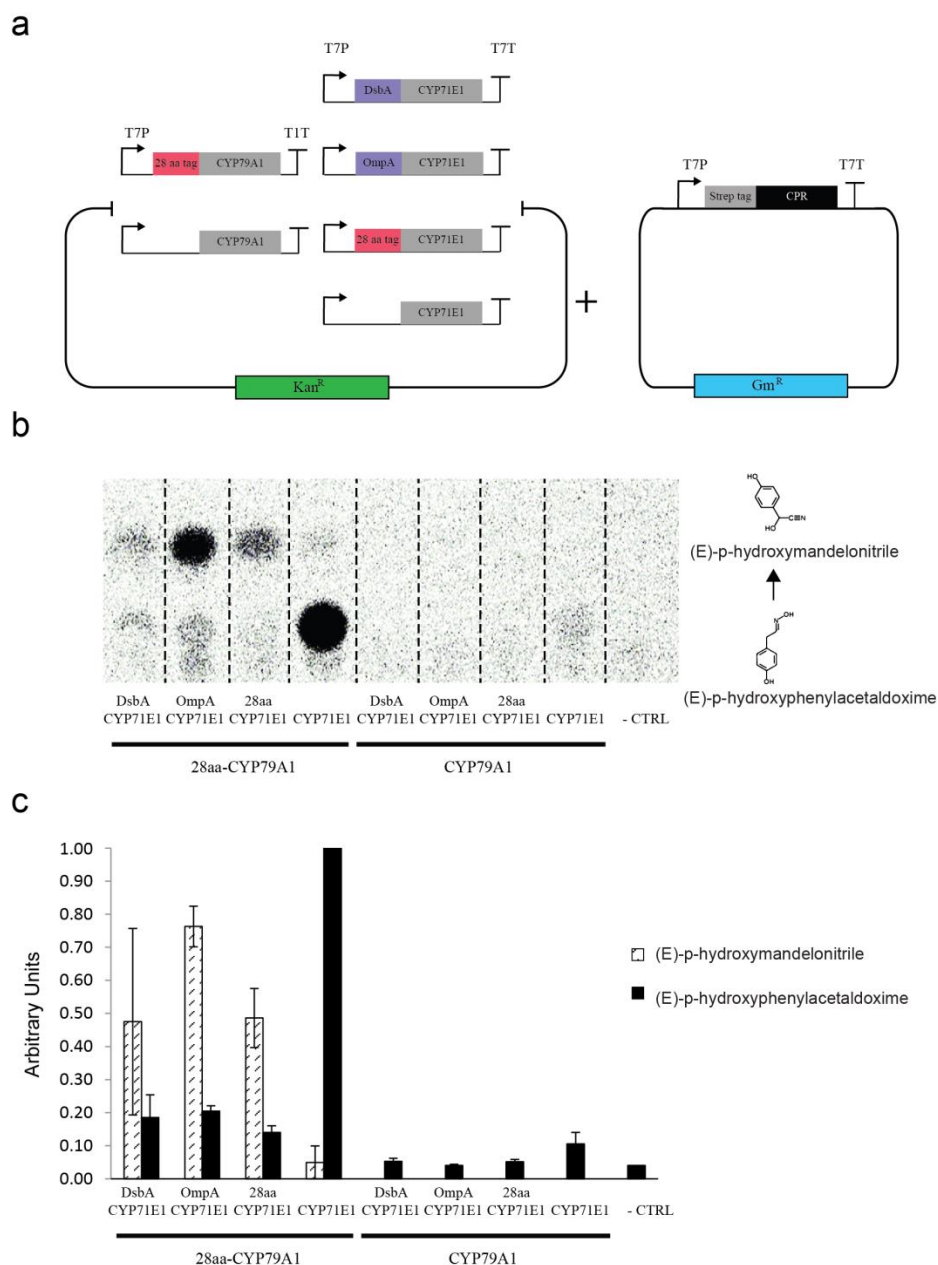 a
T7P T7T
DsbA CYP71E1
T7P T1T
28 aa tag CYP79A1
OmpA CYP71E1
T7P T7T
Strep tag CPR
CYP79A1
28 aa tag CYP71E1
+
CYP71E1
Kan^R
Gm^R
b
HO
C≡N
HO
(E)-p-hydroxymandelonitrile
OH
N
OH
(E)-p-hydroxyphenylacetaldoxime
DsbA OmpA 28aa DsbA OmpA 28aa
CYP71E1 CYP71E1 CYP71E1 CYP71E1 CYP71E1 CYP71E1 CYP71E1 CYP71E1 - CTRL
28aa-CYP79A1 CYP79A1
c
Arbitrary Units
1.00
0.90
0.80
0.70
0.60
0.50
0.40
0.30
0.20
0.10
0.00
(E)-p-hydroxymandelonitrile
(E)-p-hydroxyphenylacetaldoxime
DsbA OmpA 28aa DsbA OmpA 28aa
CYP71E1 CYP71E1 CYP71E1 CYP71E1 CYP71E1 CYP71E1 CYP71E1 CYP71E1 - CTRL
28aa-CYP79A1 CYP79A1